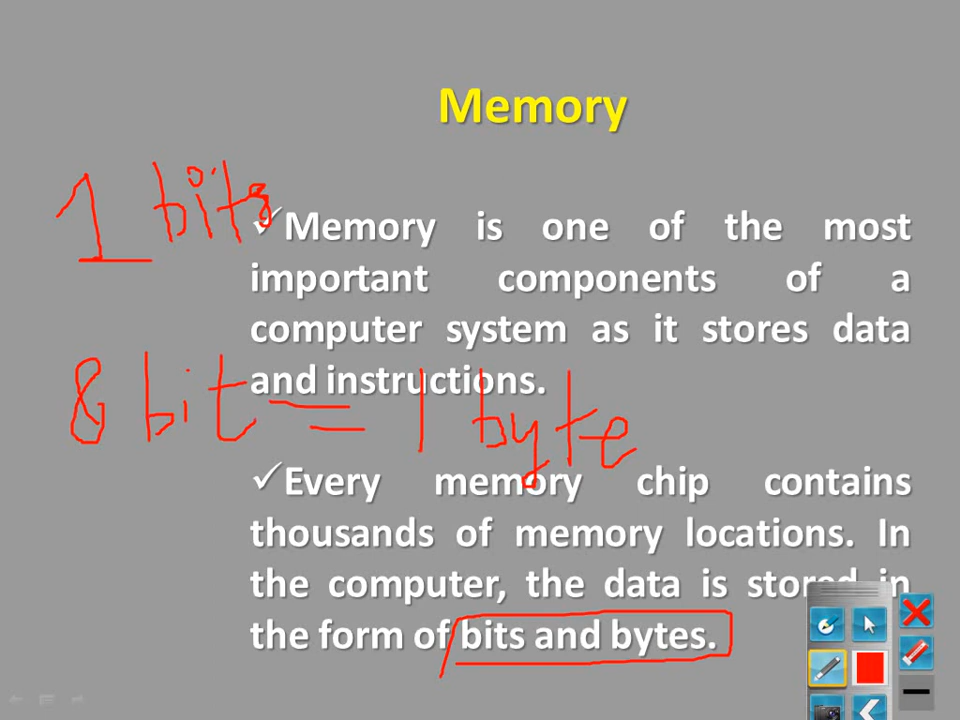 Memory
1 bits
✓Memory is one of the most
important components of a
computer system as it stores data
and instructions.
8 bit = 1 byte
✓Every memory chip contains
thousands of memory locations. In
the computer, the data is stored in
the form of bits and bytes.